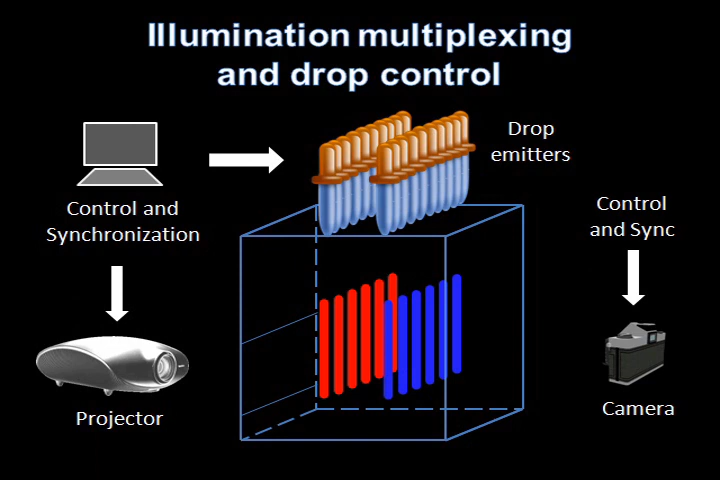 Illumination multiplexing
and drop control
Drop
emitters
Control and
Synchronization
Control
and Sync
Projector
Camera